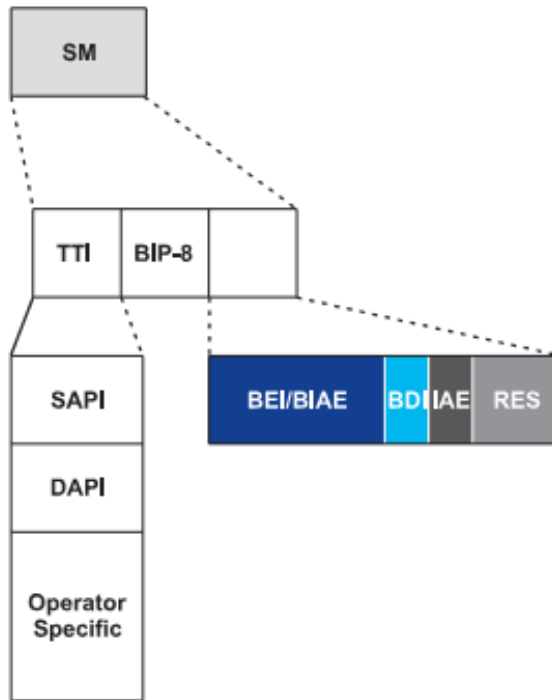 SM
TTI
BIP-8
SAPI
BEI/BIAE
BDI
IAE
RES
DAPI
Operator
Specific